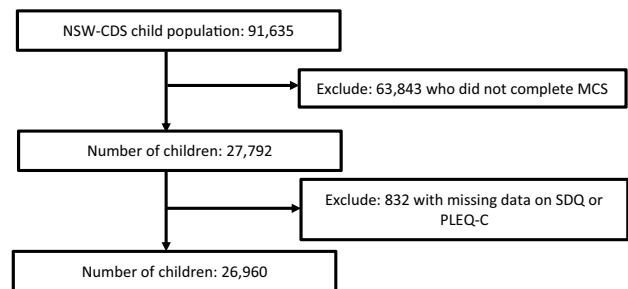 NSW-CDS child population: 91,635
Exclude: 63,843 who did not complete MCS
Number of children: 27,792
Exclude: 832 with missing data on SDQ or
PLEQ-C
Number of children: 26,960